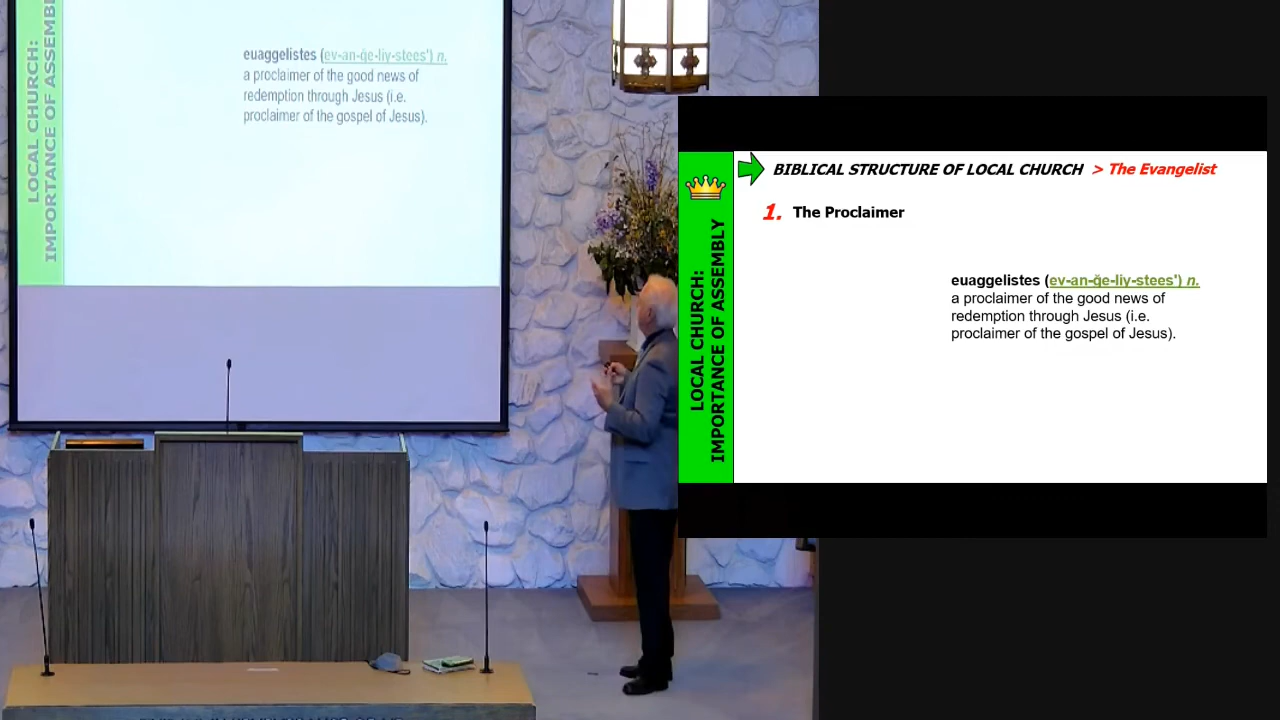 LOCAL CHURCH:
IMPORTANCE OF ASSEMBLY
euaggelistes (ev-an-ğe-liy-stees') n.
a proclaimer of the good news of
redemption through Jesus (i.e.
proclaimer of the gospel of Jesus).
BIBLICAL STRUCTURE OF LOCAL CHURCH > The Evangelist
1. The Proclaimer
LOCAL CHURCH:
IMPORTANCE OF ASSEMBLY
euaggelistes (ev-an-ğe-liy-stees') n.
a proclaimer of the good news of
redemption through Jesus (i.e.
proclaimer of the gospel of Jesus).